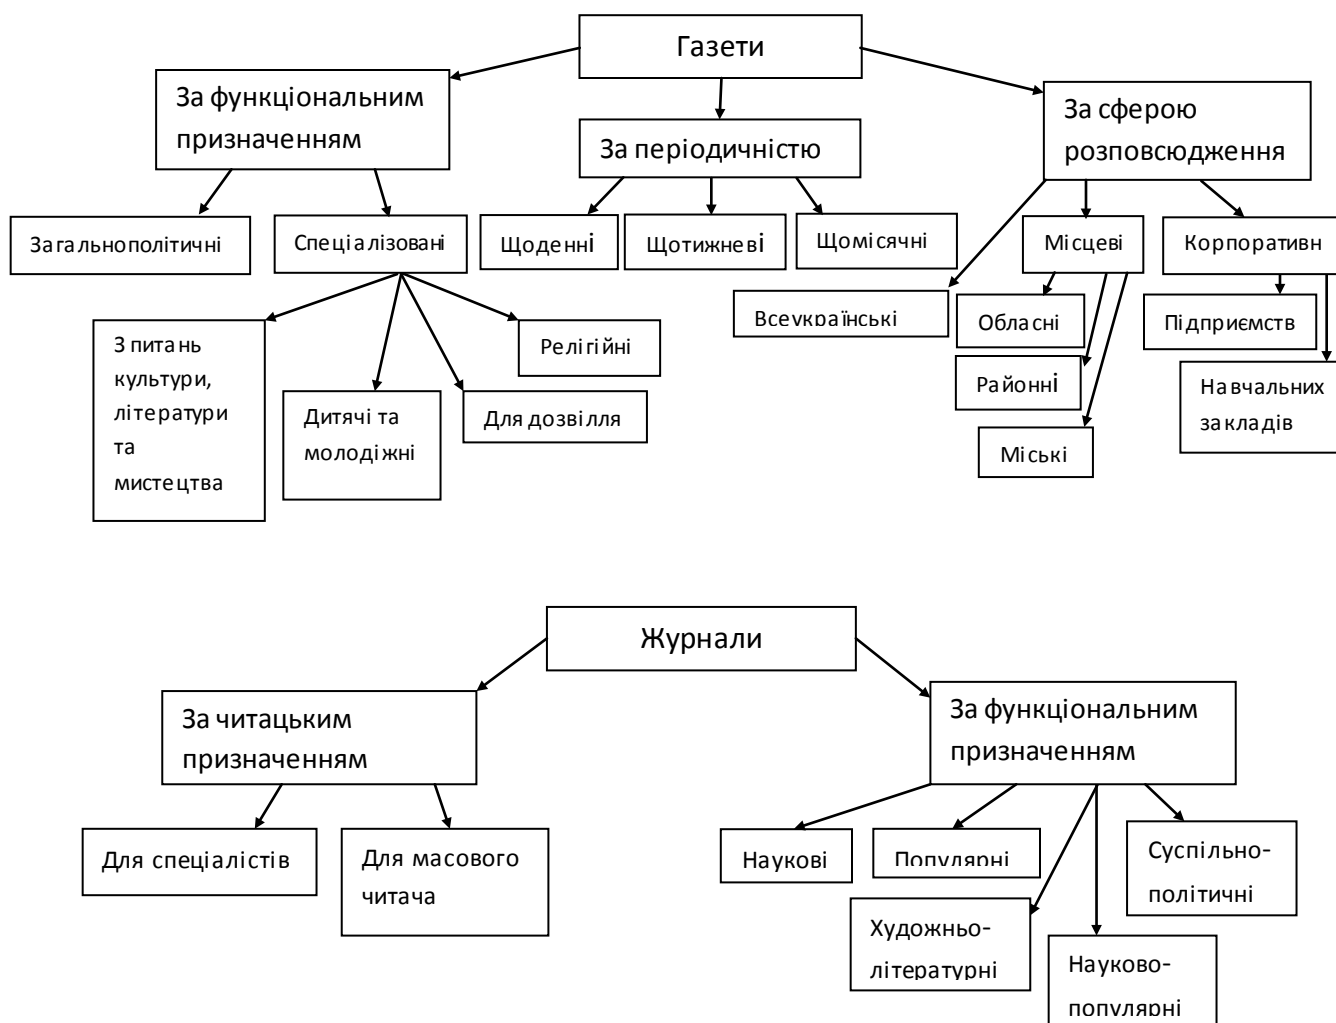 Газети
За функціональним
призначенням
За періодичністю
За сферою
розповсюдження
Загальнополітичні
Спеціалізовані
Щоденні
Щотижневі
Щомісячні
Місцеві
Корпоративн
Всеукраїнські
Обласні
Підприємств
З питань
культури,
літератури
та
мистецтва
Дитячі та
молодіжні
Для дозвілля
Релігійні
Районні
Міські
Навчальних
закладів
Журнали
За читацьким
призначенням
За функціональним
призначенням
Для спеціалістів
Для масового
читача
Наукові
Популярні
Суспільно-
політичні
Художньо-
літературні
Науково-
популярні